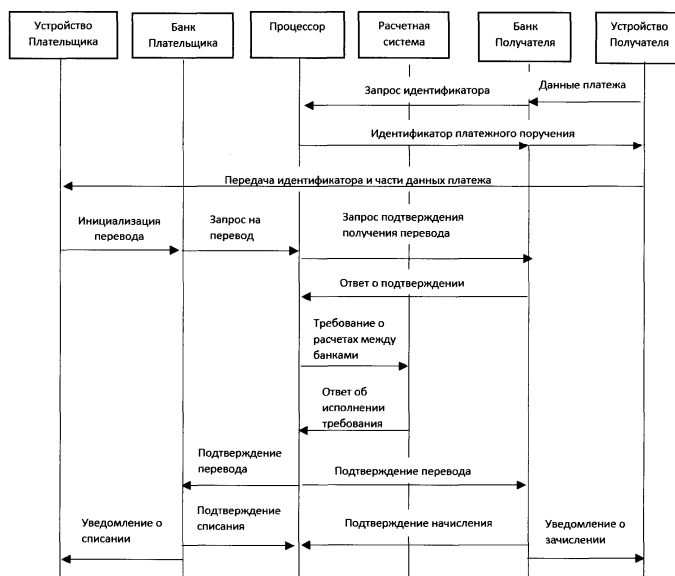 Устройство
Плательщика
Банк
Плательщика
Процессор
Расчетная
система
Банк
Получателя
Устройство
Получателя
Данные платежа
Запрос идентификатора
Идентификатор платежного поручения
Передача идентификатора и части данных платежа
Инициализация
перевода
Запрос на
перевод
Запрос подтверждения
получения перевода
Ответ о подтверждении
Требование о
расчетах между
банками
Ответ об
исполнении
требования
Подтверждение
перевода
Подтверждение перевода
Уведомление о
списании
Подтверждение
списания
Подтверждение начисления
Уведомление о
зачислении